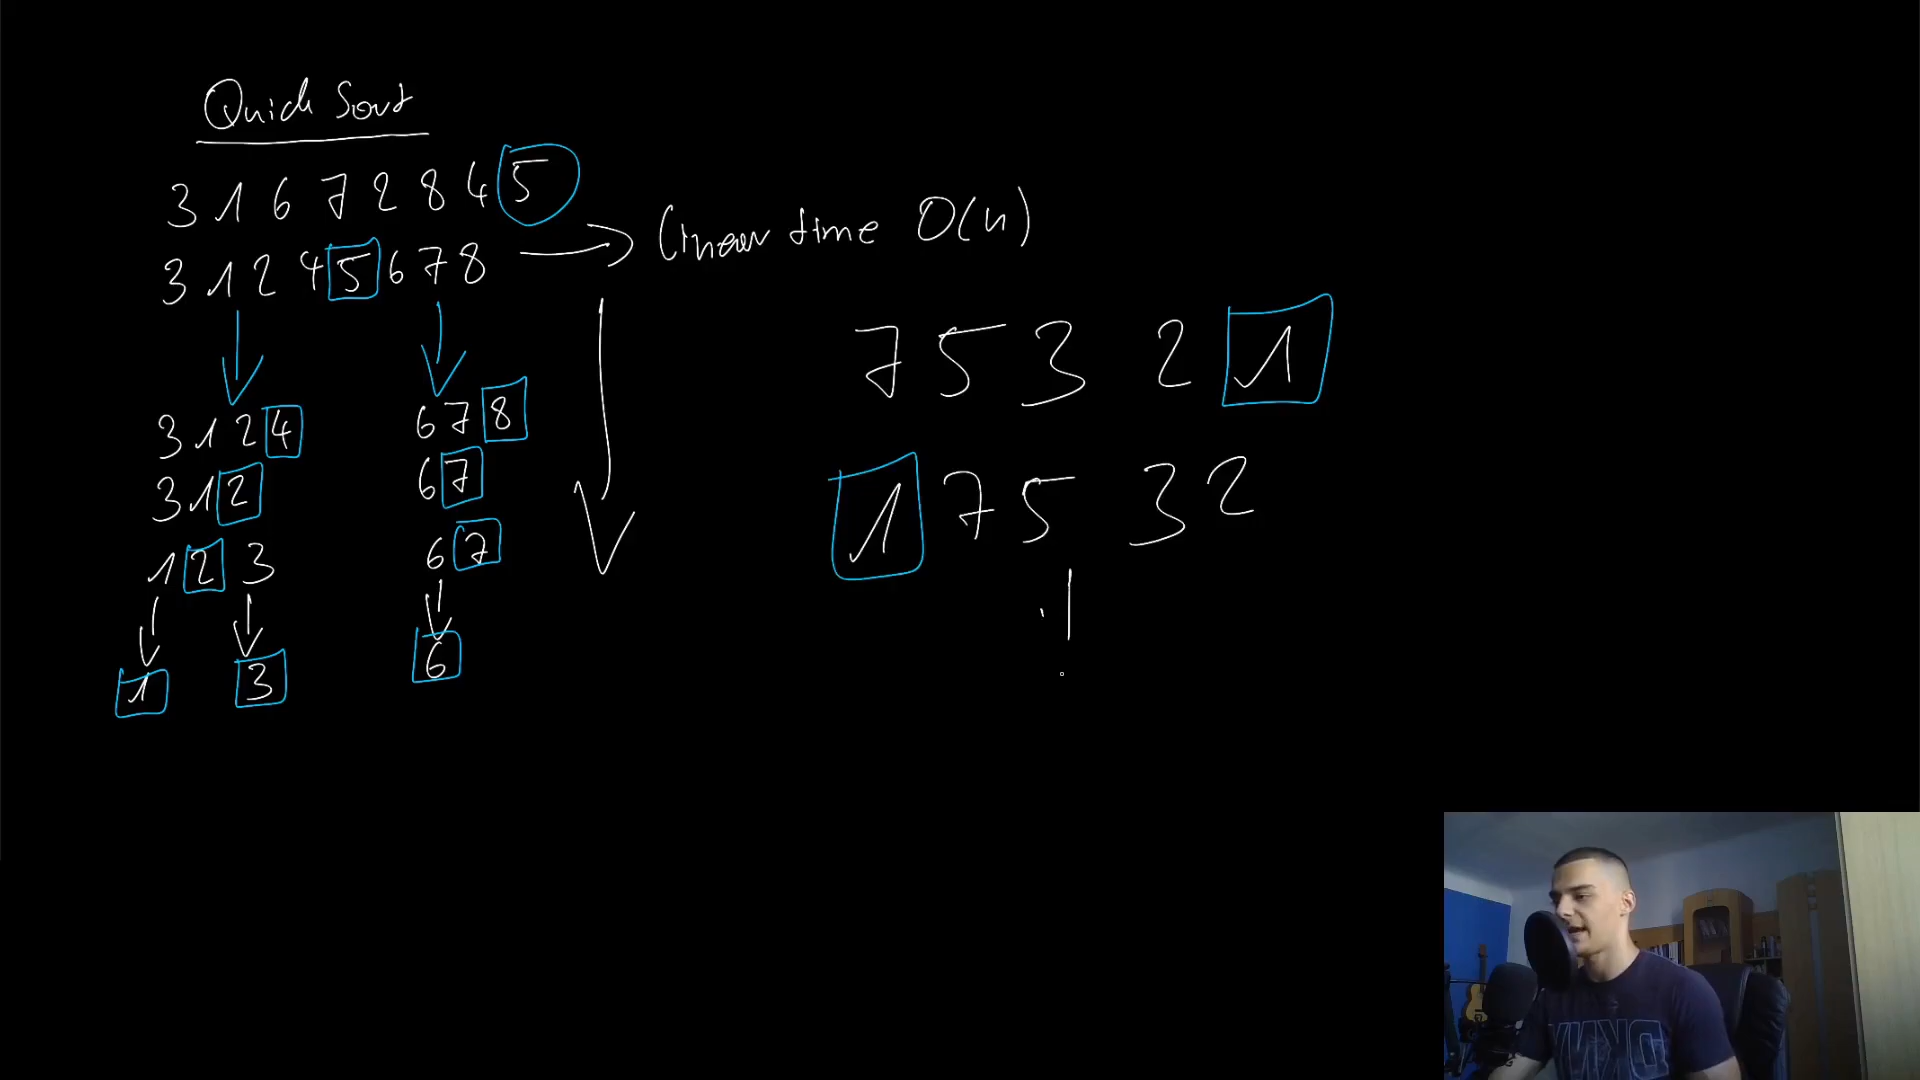 Quick Sort
3 1 6 7 2 8 4 5
3 1 2 4 5 6 7 8
linear time O(n)
3 1 2 4
6 7 8
3 1 2
6 7
1 2 3
6 7
1
3
6
7 5 3 2 1
1 7 5 3 2
DKNY